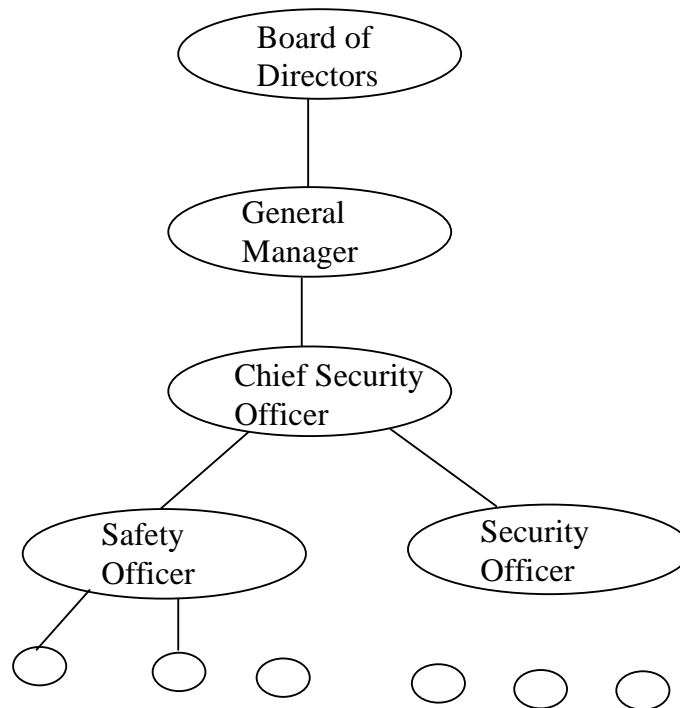 Board of
Directors
General
Manager
Chief Security
Officer
Safety
Officer
Security
Officer